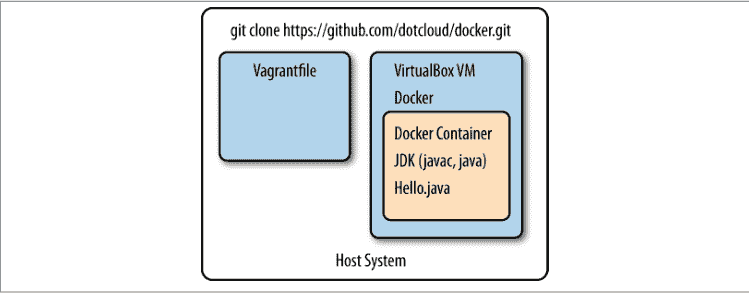 git clone https://github.com/dotcloud/docker.git
Vagrantfile
VirtualBox VM
Docker
Docker Container
JDK (javac, java)
Hello.java
Host System